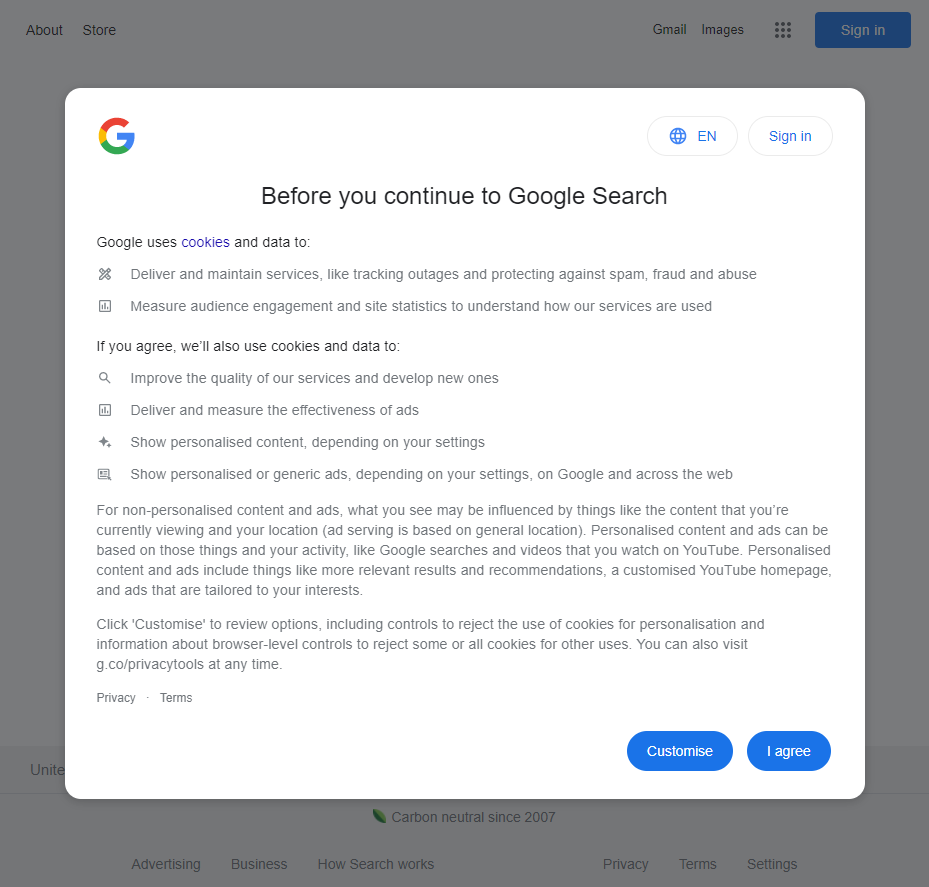 About Store Gmail Images Sign in
EN Sign in
Before you continue to Google Search
Google uses cookies and data to:
Deliver and maintain services, like tracking outages and protecting against spam, fraud and abuse
Measure audience engagement and site statistics to understand how our services are used
If you agree, we’ll also use cookies and data to:
Improve the quality of our services and develop new ones
Deliver and measure the effectiveness of ads
Show personalised content, depending on your settings
Show personalised or generic ads, depending on your settings, on Google and across the web
For non-personalised content and ads, what you see may be influenced by things like the content that you’re
currently viewing and your location (ad serving is based on general location). Personalised content and ads can be
based on those things and your activity, like Google searches and videos that you watch on YouTube. Personalised
content and ads include things like more relevant results and recommendations, a customised YouTube homepage,
and ads that are tailored to your interests.
Click 'Customise' to review options, including controls to reject the use of cookies for personalisation and
information about browser-level controls to reject some or all cookies for other uses. You can also visit
g.co/privacytools at any time.
Privacy · Terms
Customise I agree
Unite
Carbon neutral since 2007
Advertising Business How Search works Privacy Terms Settings